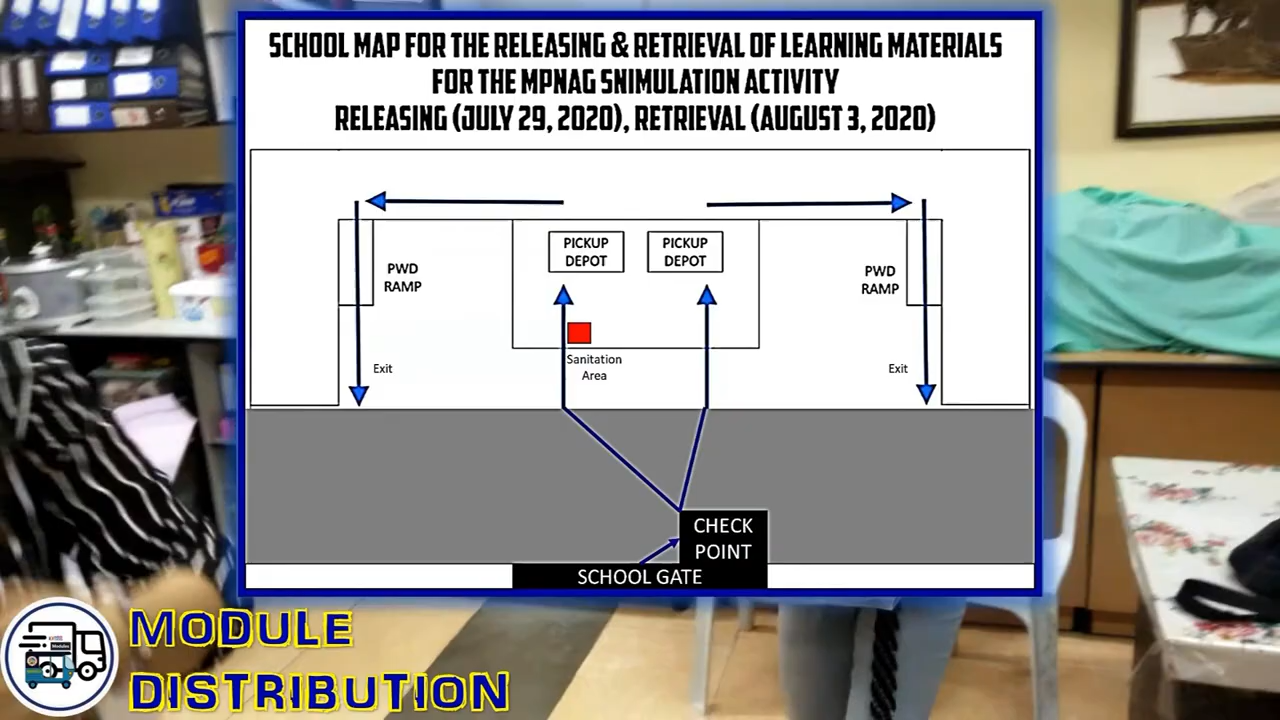 SCHOOL MAP FOR THE RELEASING & RETRIEVAL OF LEARNING MATERIALS
FOR THE MPNAG SNIMULATION ACTIVITY
RELEASING (JULY 29, 2020), RETRIEVAL (AUGUST 3, 2020)
PICKUP
DEPOT
PICKUP
DEPOT
PWD
RAMP
PWD
RAMP
Sanitation
Area
Exit
Exit
CHECK
POINT
SCHOOL GATE
MODULE
DISTRIBUTION